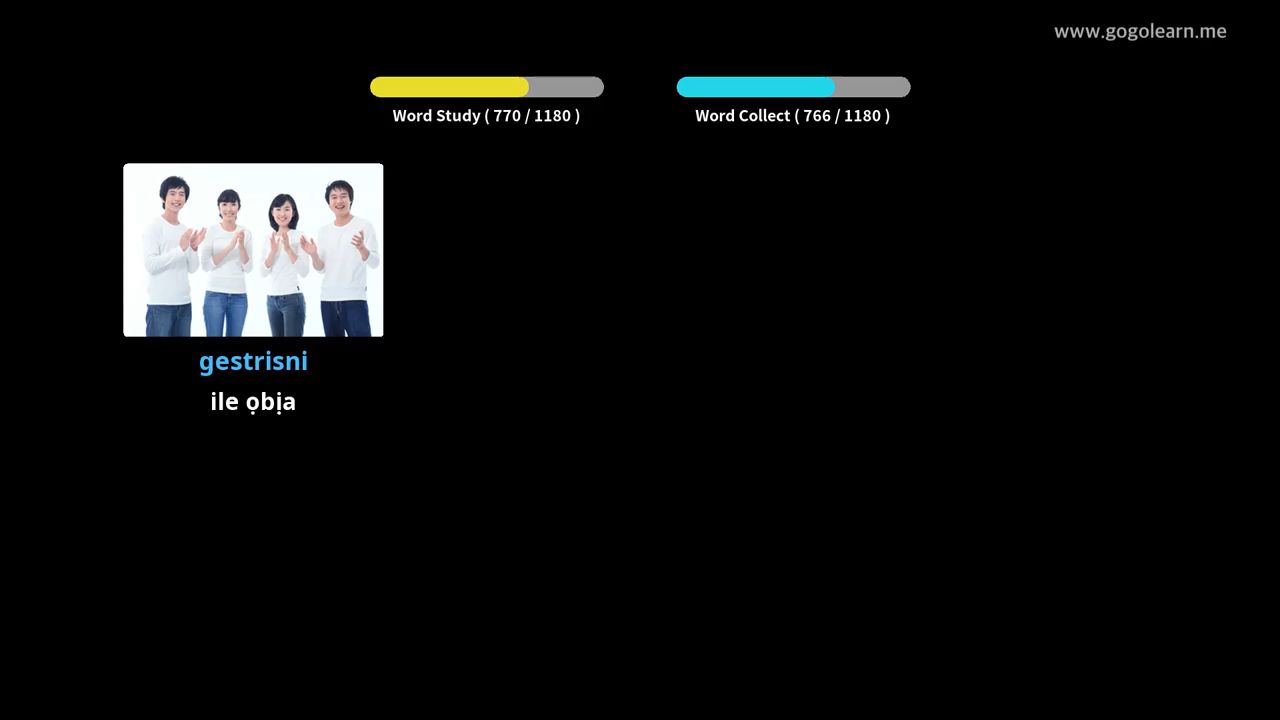 www.gogolearn.me
Word Study ( 770 / 1180 )
Word Collect ( 766 / 1180 )
gestrisni
ile ọbịa